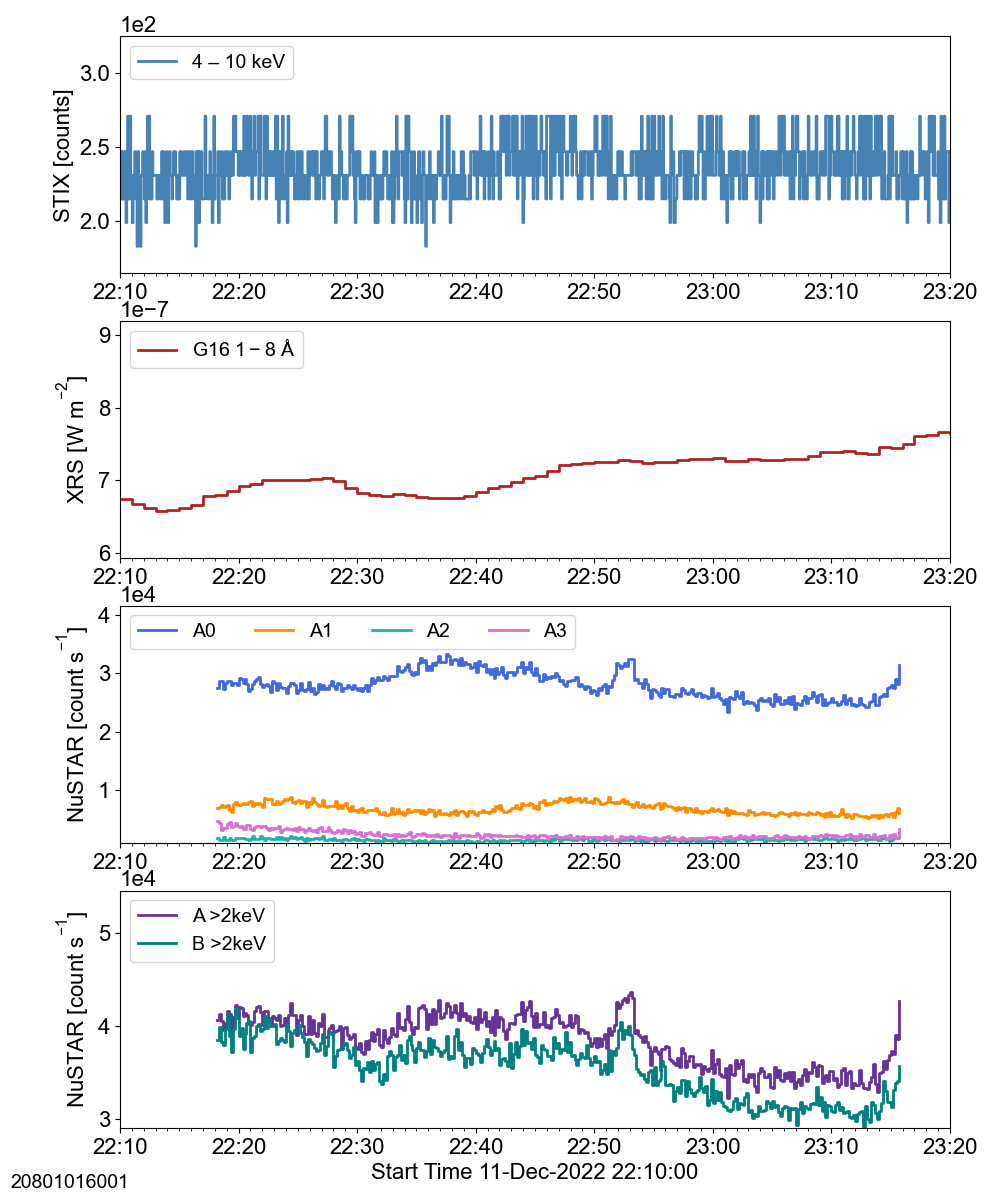 1e2
4 – 10 keV
3.0
2.5
2.0
STIX [counts]
22:10 22:20 22:30 22:40 22:50 23:00 23:10 23:20
1e−7
G16 1 − 8 Å
9
8
7
6
XRS [W m−2]
22:10 22:20 22:30 22:40 22:50 23:00 23:10 23:20
1e4
A0 A1 A2 A3
4
3
2
1
NuSTAR [count s−1]
22:10 22:20 22:30 22:40 22:50 23:00 23:10 23:20
1e4
A >2keV
B >2keV
5
4
3
NuSTAR [count s−1]
22:10 22:20 22:30 22:40 22:50 23:00 23:10 23:20
Start Time 11-Dec-2022 22:10:00
20801016001